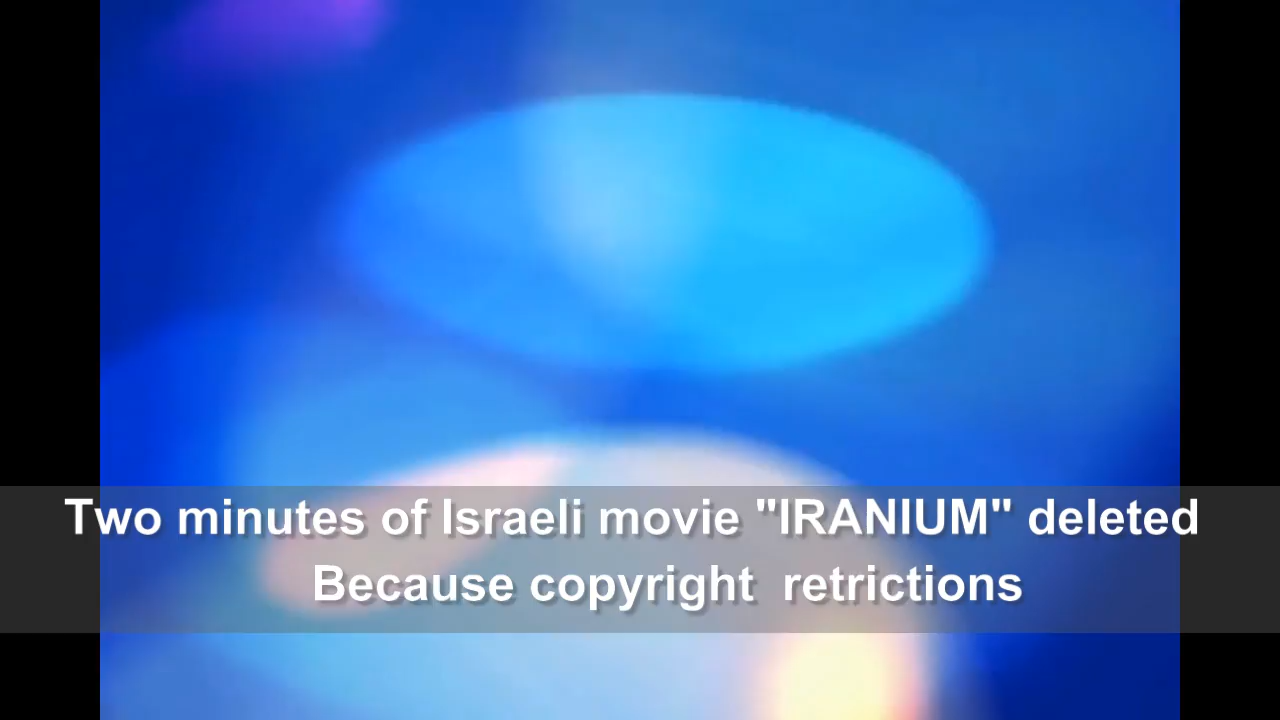 Two minutes of Israeli movie "IRANIUM" deleted
Because copyright  retrictions